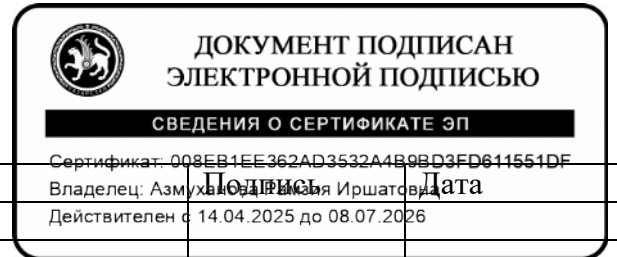 ДОКУМЕНТ ПОДПИСАН
ЭЛЕКТРОННОЙ ПОДПИСЬЮ
СВЕДЕНИЯ О СЕРТИФИКАТЕ ЭП
Сертификат: 008EB1EE362AD3532A4B9BD3FD611551DF
Владелец: Азмуханова Рамзия Иршатовна
Подпись Дата
Действителен с 14.04.2025 до 08.07.2026